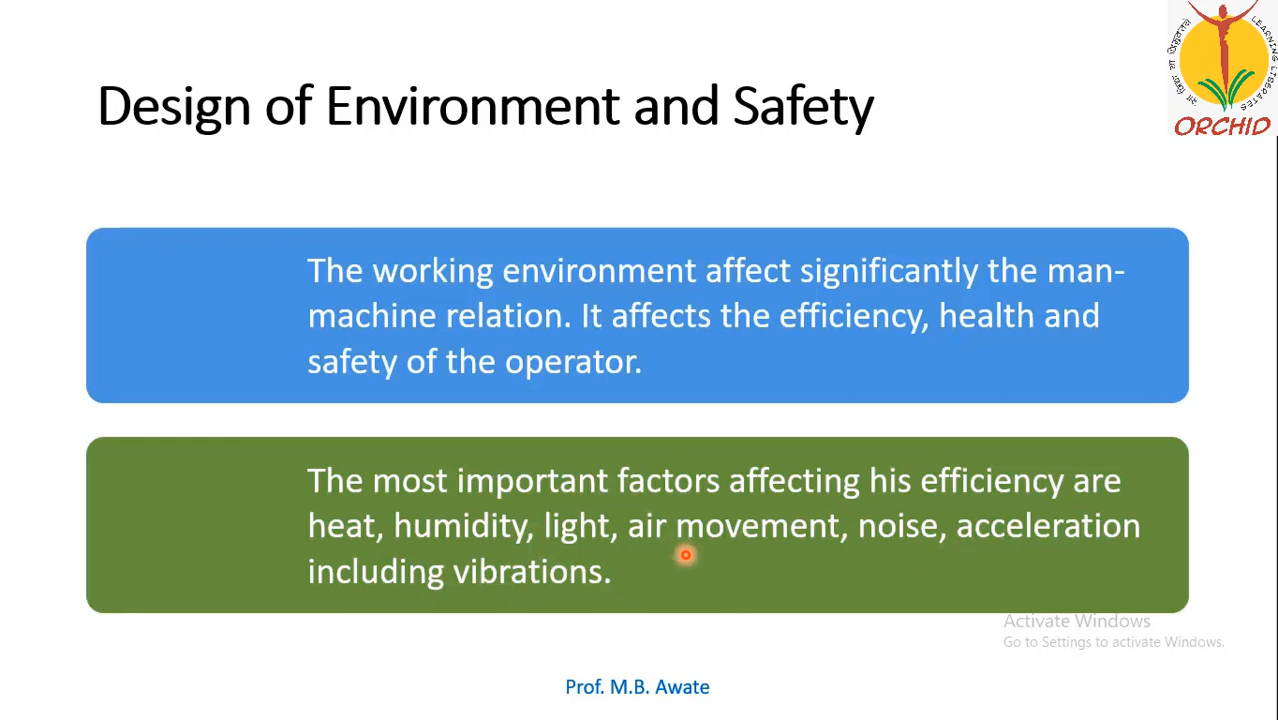 LEARNING LIBERATES
ORCHID
Design of Environment and Safety
The working environment affect significantly the man-
machine relation. It affects the efficiency, health and
safety of the operator.
The most important factors affecting his efficiency are
heat, humidity, light, air movement, noise, acceleration
including vibrations.
Activate Windows
Go to Settings to activate Windows.
Prof. M.B. Awate